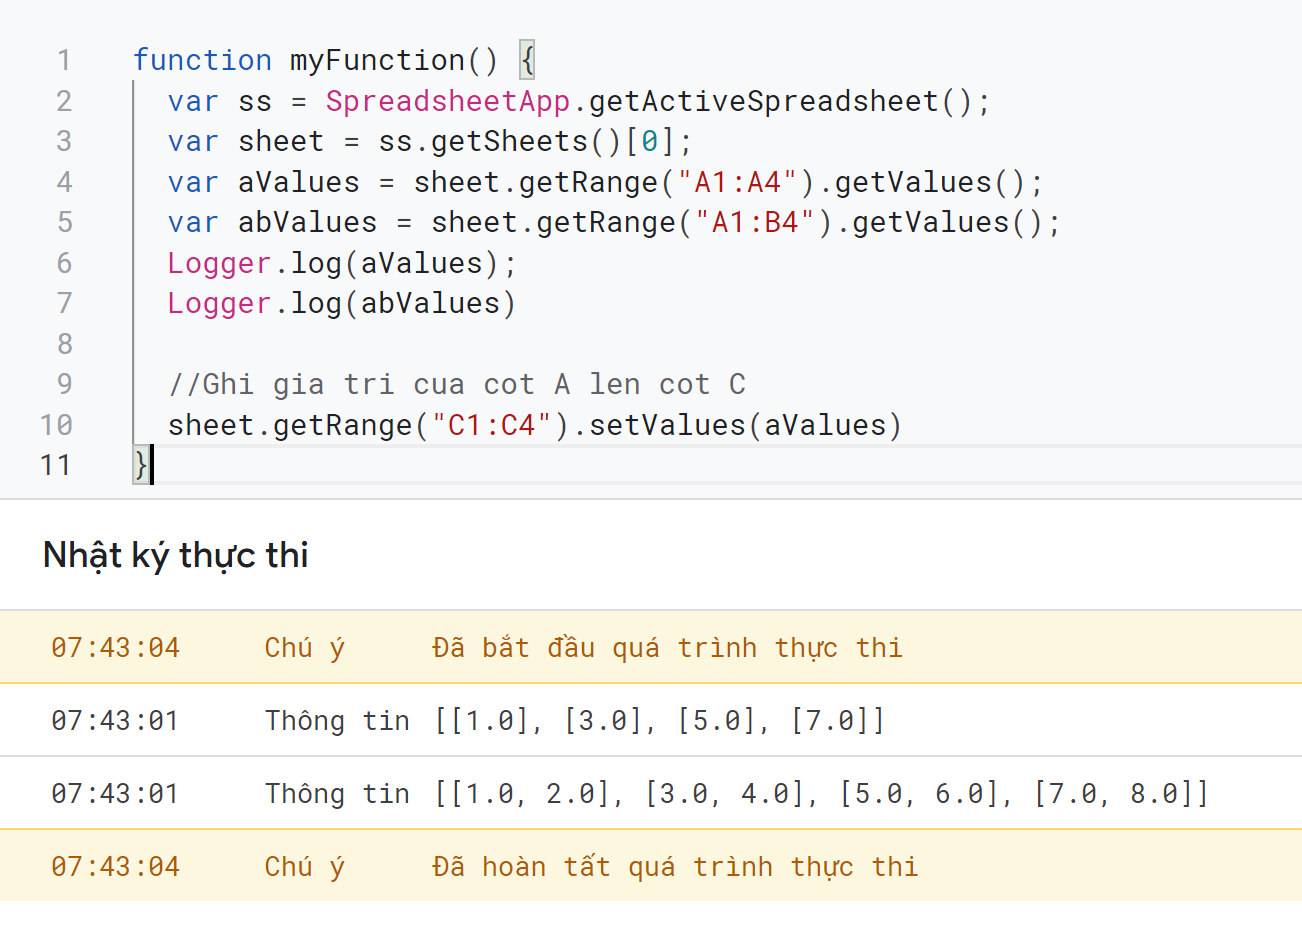 1 function myFunction() {
2 var ss = SpreadsheetApp.getActiveSpreadsheet();
3 var sheet = ss.getSheets()[0];
4 var aValues = sheet.getRange("A1:A4").getValues();
5 var abValues = sheet.getRange("A1:B4").getValues();
6 Logger.log(aValues);
7 Logger.log(abValues)
8
9 //Ghi gia tri cua cot A len cot C
10 sheet.getRange("C1:C4").setValues(aValues)
11 }
Nhật ký thực thi
07:43:04 Chú ý Đã bắt đầu quá trình thực thi
07:43:01 Thông tin [[1.0], [3.0], [5.0], [7.0]]
07:43:01 Thông tin [[1.0, 2.0], [3.0, 4.0], [5.0, 6.0], [7.0, 8.0]]
07:43:04 Chú ý Đã hoàn tất quá trình thực thi